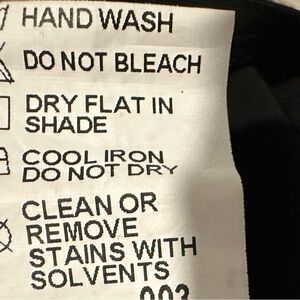 HAND WASH
DO NOT BLEACH
DRY FLAT IN
SHADE
COOL IRON
DO NOT DRY
CLEAN OR
REMOVE
STAINS WITH
SOLVENTS